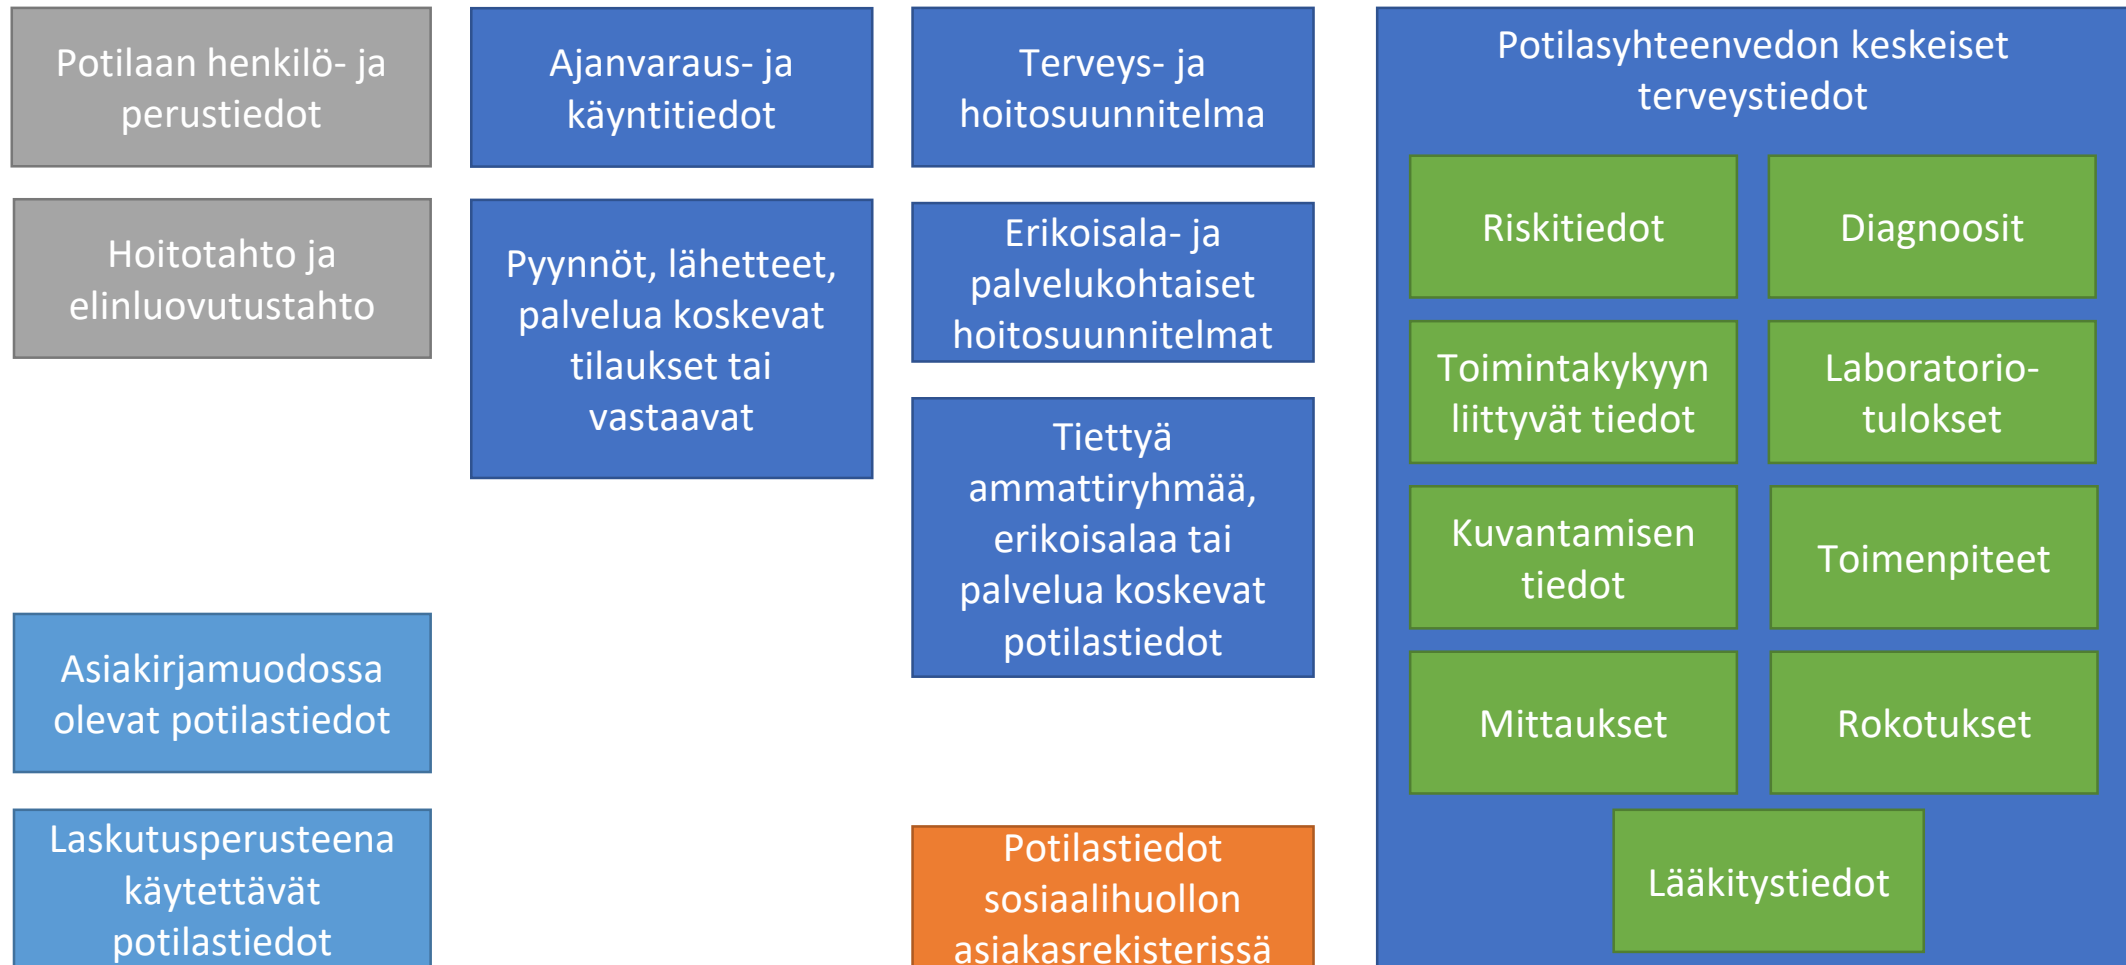 Potilaan henkilö- ja
perustiedot
Hoitotahto ja
elinluovutustahto
Asiakirjamuodossa
olevat potilastiedot
Laskutusperusteena
käytettävät
potilastiedot
Ajanvaraus- ja
käyntitiedot
Pyynnöt, lähetteet,
palvelua koskevat
tilaukset tai
vastaavat
Terveys- ja
hoitosuunnitelma
Erikoisala- ja
palvelukohtaiset
hoitosuunnitelmat
Tiettyä
ammattiryhmää,
erikoisalaa tai
palvelua koskevat
potilastiedot
Potilastiedot
sosiaalihuollon
asiakasrekisterissä
Potilasyhteenvedon keskeiset
terveystiedot
Riskitiedot
Diagnoosit
Toimintakykyyn
liittyvät tiedot
Laboratorio-
tulokset
Kuvantamisen
tiedot
Toimenpiteet
Mittaukset
Rokotukset
Lääkitystiedot